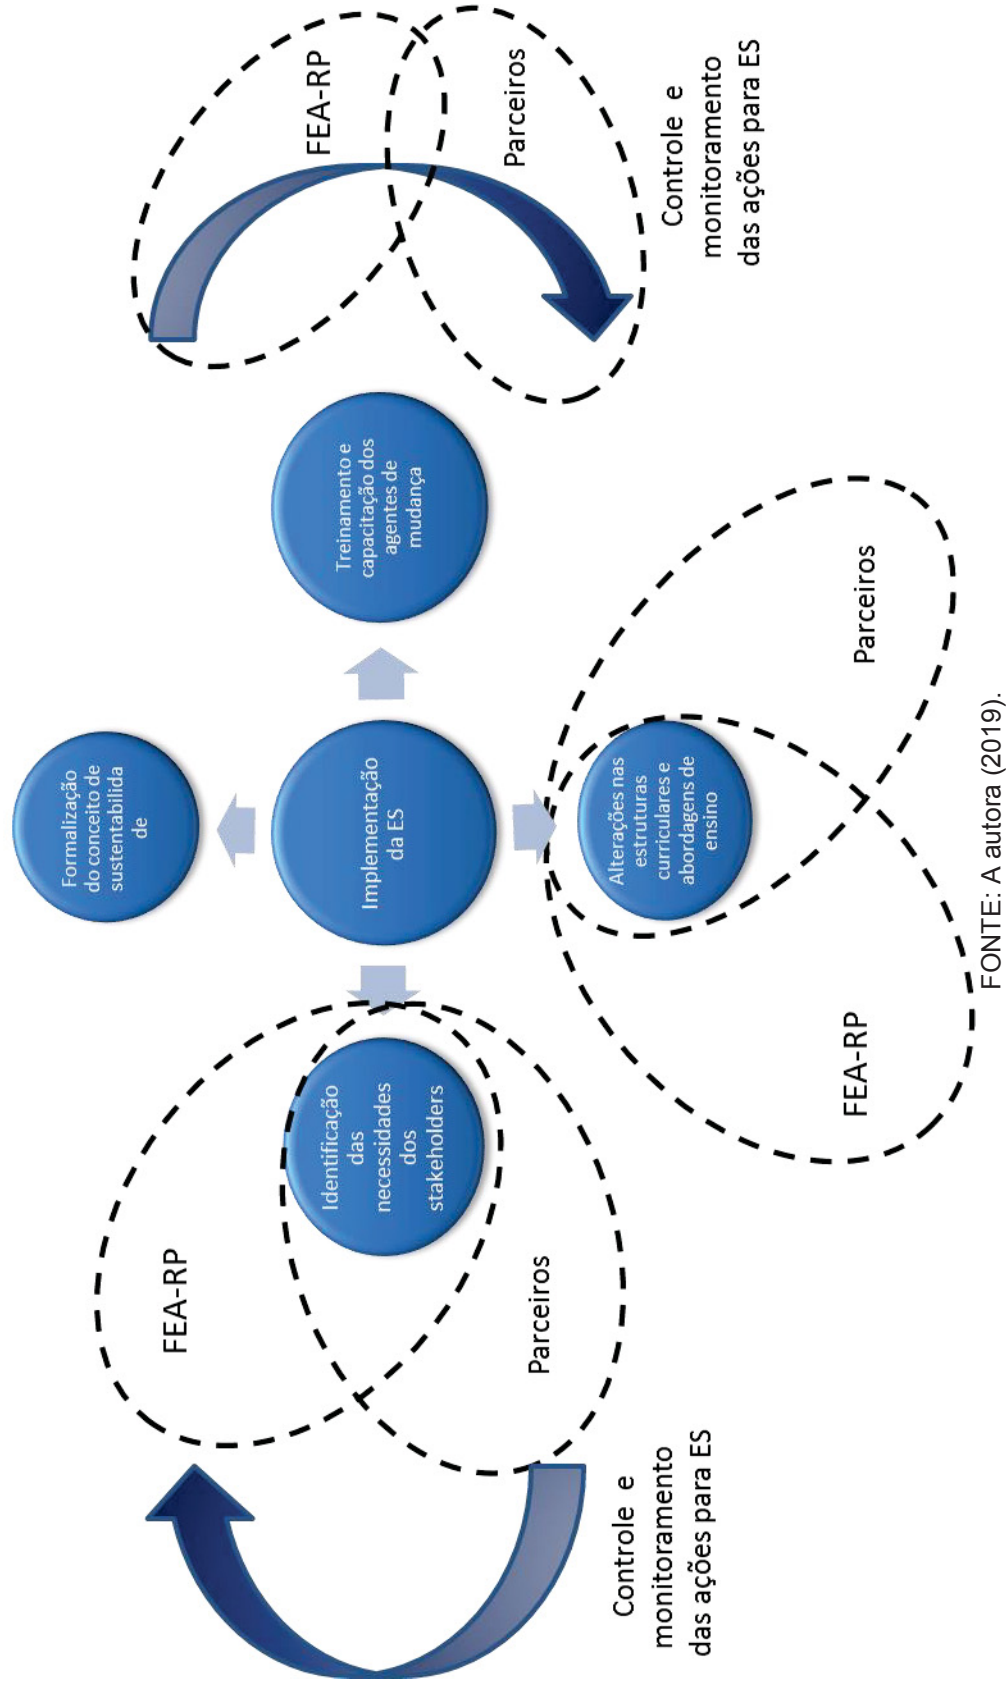 Formalização
do conceito de
sustentabilida
de
FEA-RP
Identificação
das
necessidades
dos
stakeholders
Parceiros
Implementação
da ES
Treinamento e
capacitação dos
agentes de
mudança
FEA-RP
Parceiros
Controle e
monitoramento
das ações para ES
Controle e
monitoramento
das ações para ES
Alterações nas
estruturas
curriculares e
abordagens de
ensino
FEA-RP
Parceiros
FONTE: A autora (2019).